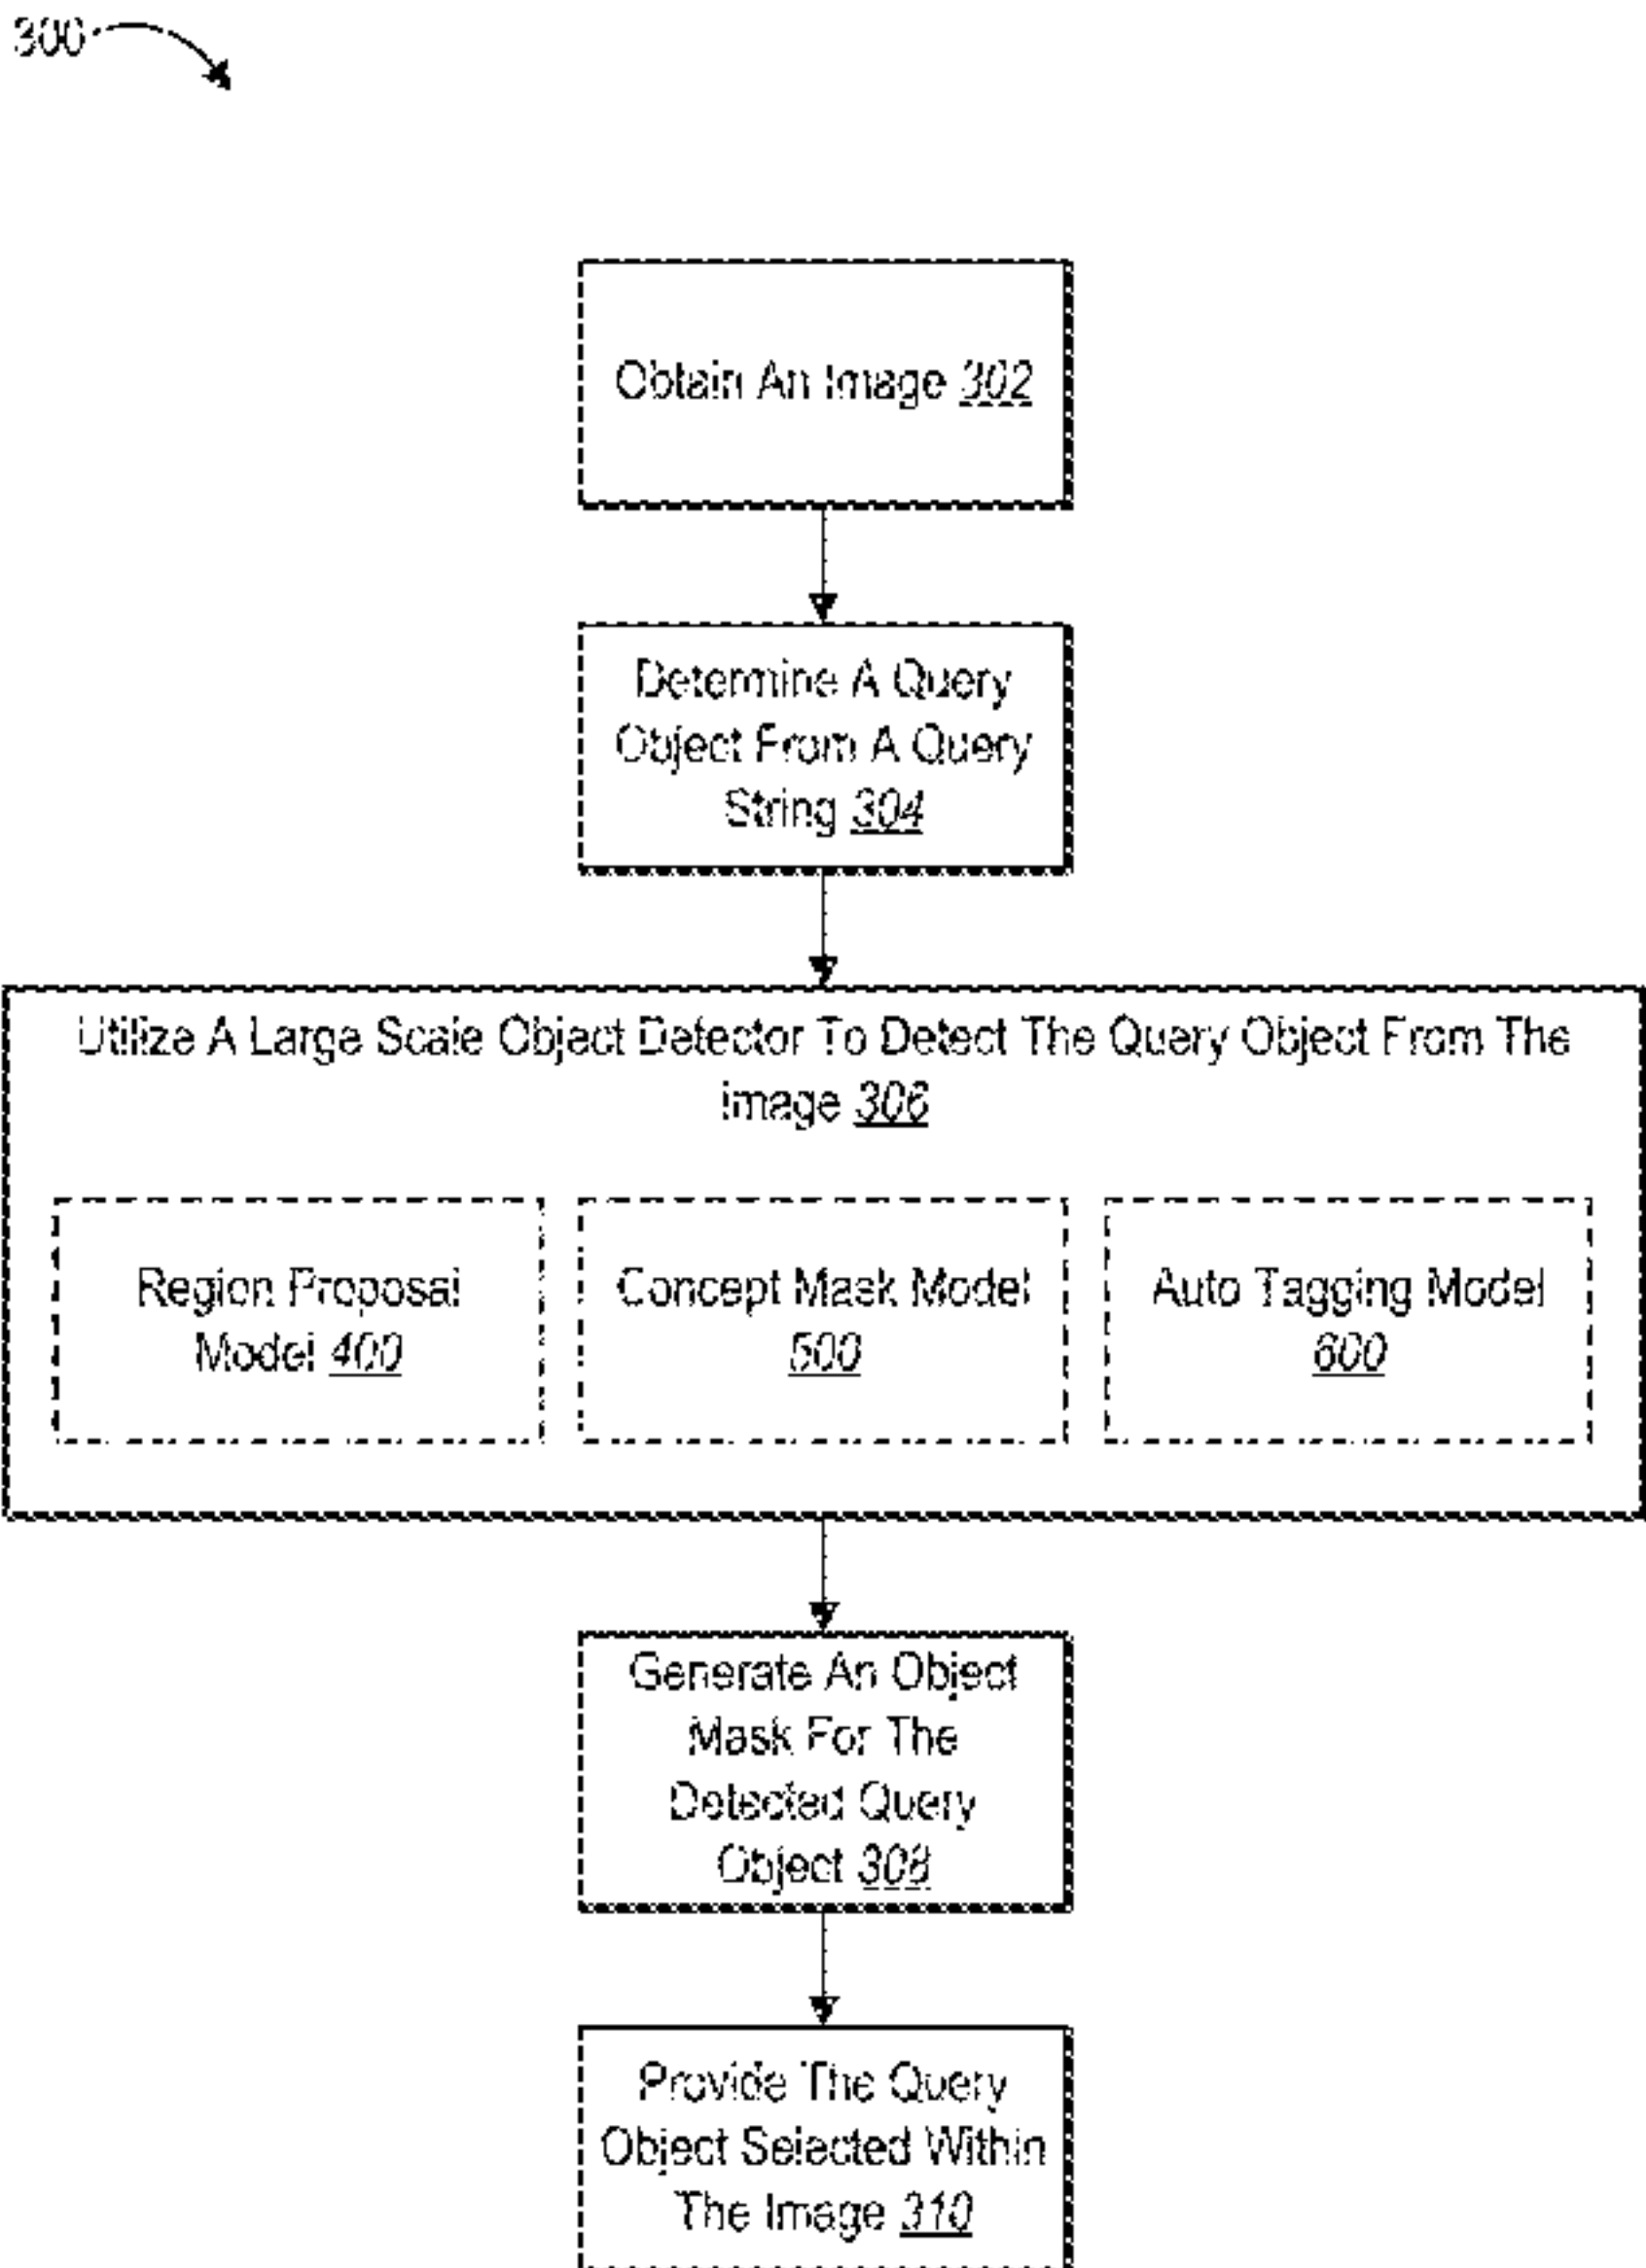 300
Obtain An Image 302
Determine A Query
Object From A Query
String 304
Utilize A Large Scale Object Detector To Detect The Query Object From The
Image 306
Region Proposal
Model 400
Concept Mask Model
500
Auto Tagging Model
600
Generate An Object
Mask For The
Detected Query
Object 308
Provide The Query
Object Selected Within
The Image 310